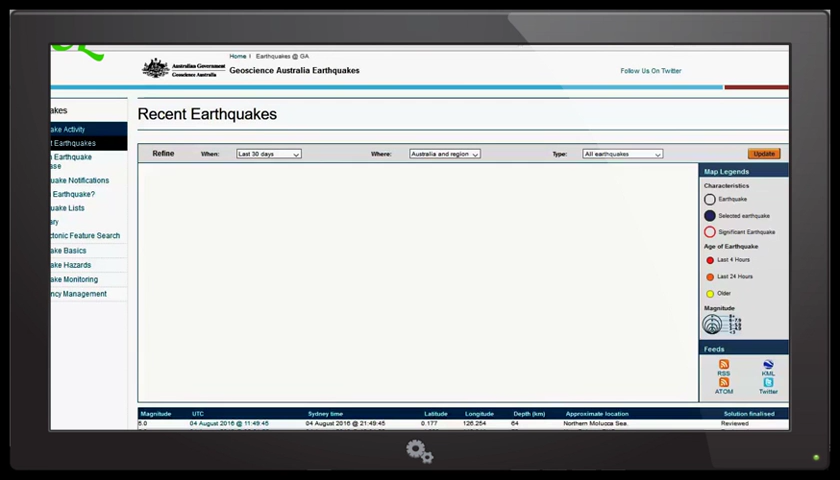 Home | Earthquakes @ GA
Australian Government
Geoscience Australia
Geoscience Australia Earthquakes
Follow Us On Twitter
akes
Recent Earthquakes
ake Activity
t Earthquakes
Earthquake
ase
uake Notifications
Earthquake?
uake Lists
ary
ctonic Feature Search
ake Basics
ake Hazards
ake Monitoring
ncy Management
Refine When: Last 30 days Where: Australia and region Type: All earthquakes Update
Map Legends
Characteristics
Earthquake
Selected earthquake
Significant Earthquake
Age of Earthquake
Last 4 Hours
Last 24 Hours
Older
Magnitude
Feeds
RSS KML
ATOM Twitter
Magnitude UTC Sydney time Latitude Longitude Depth (km) Approximate location Solution finalised
04 August 2016 @ 11:49:45 04 August 2016 @ 21:49:45 0.177 126.254 64 Northern Molucca Sea. Reviewed